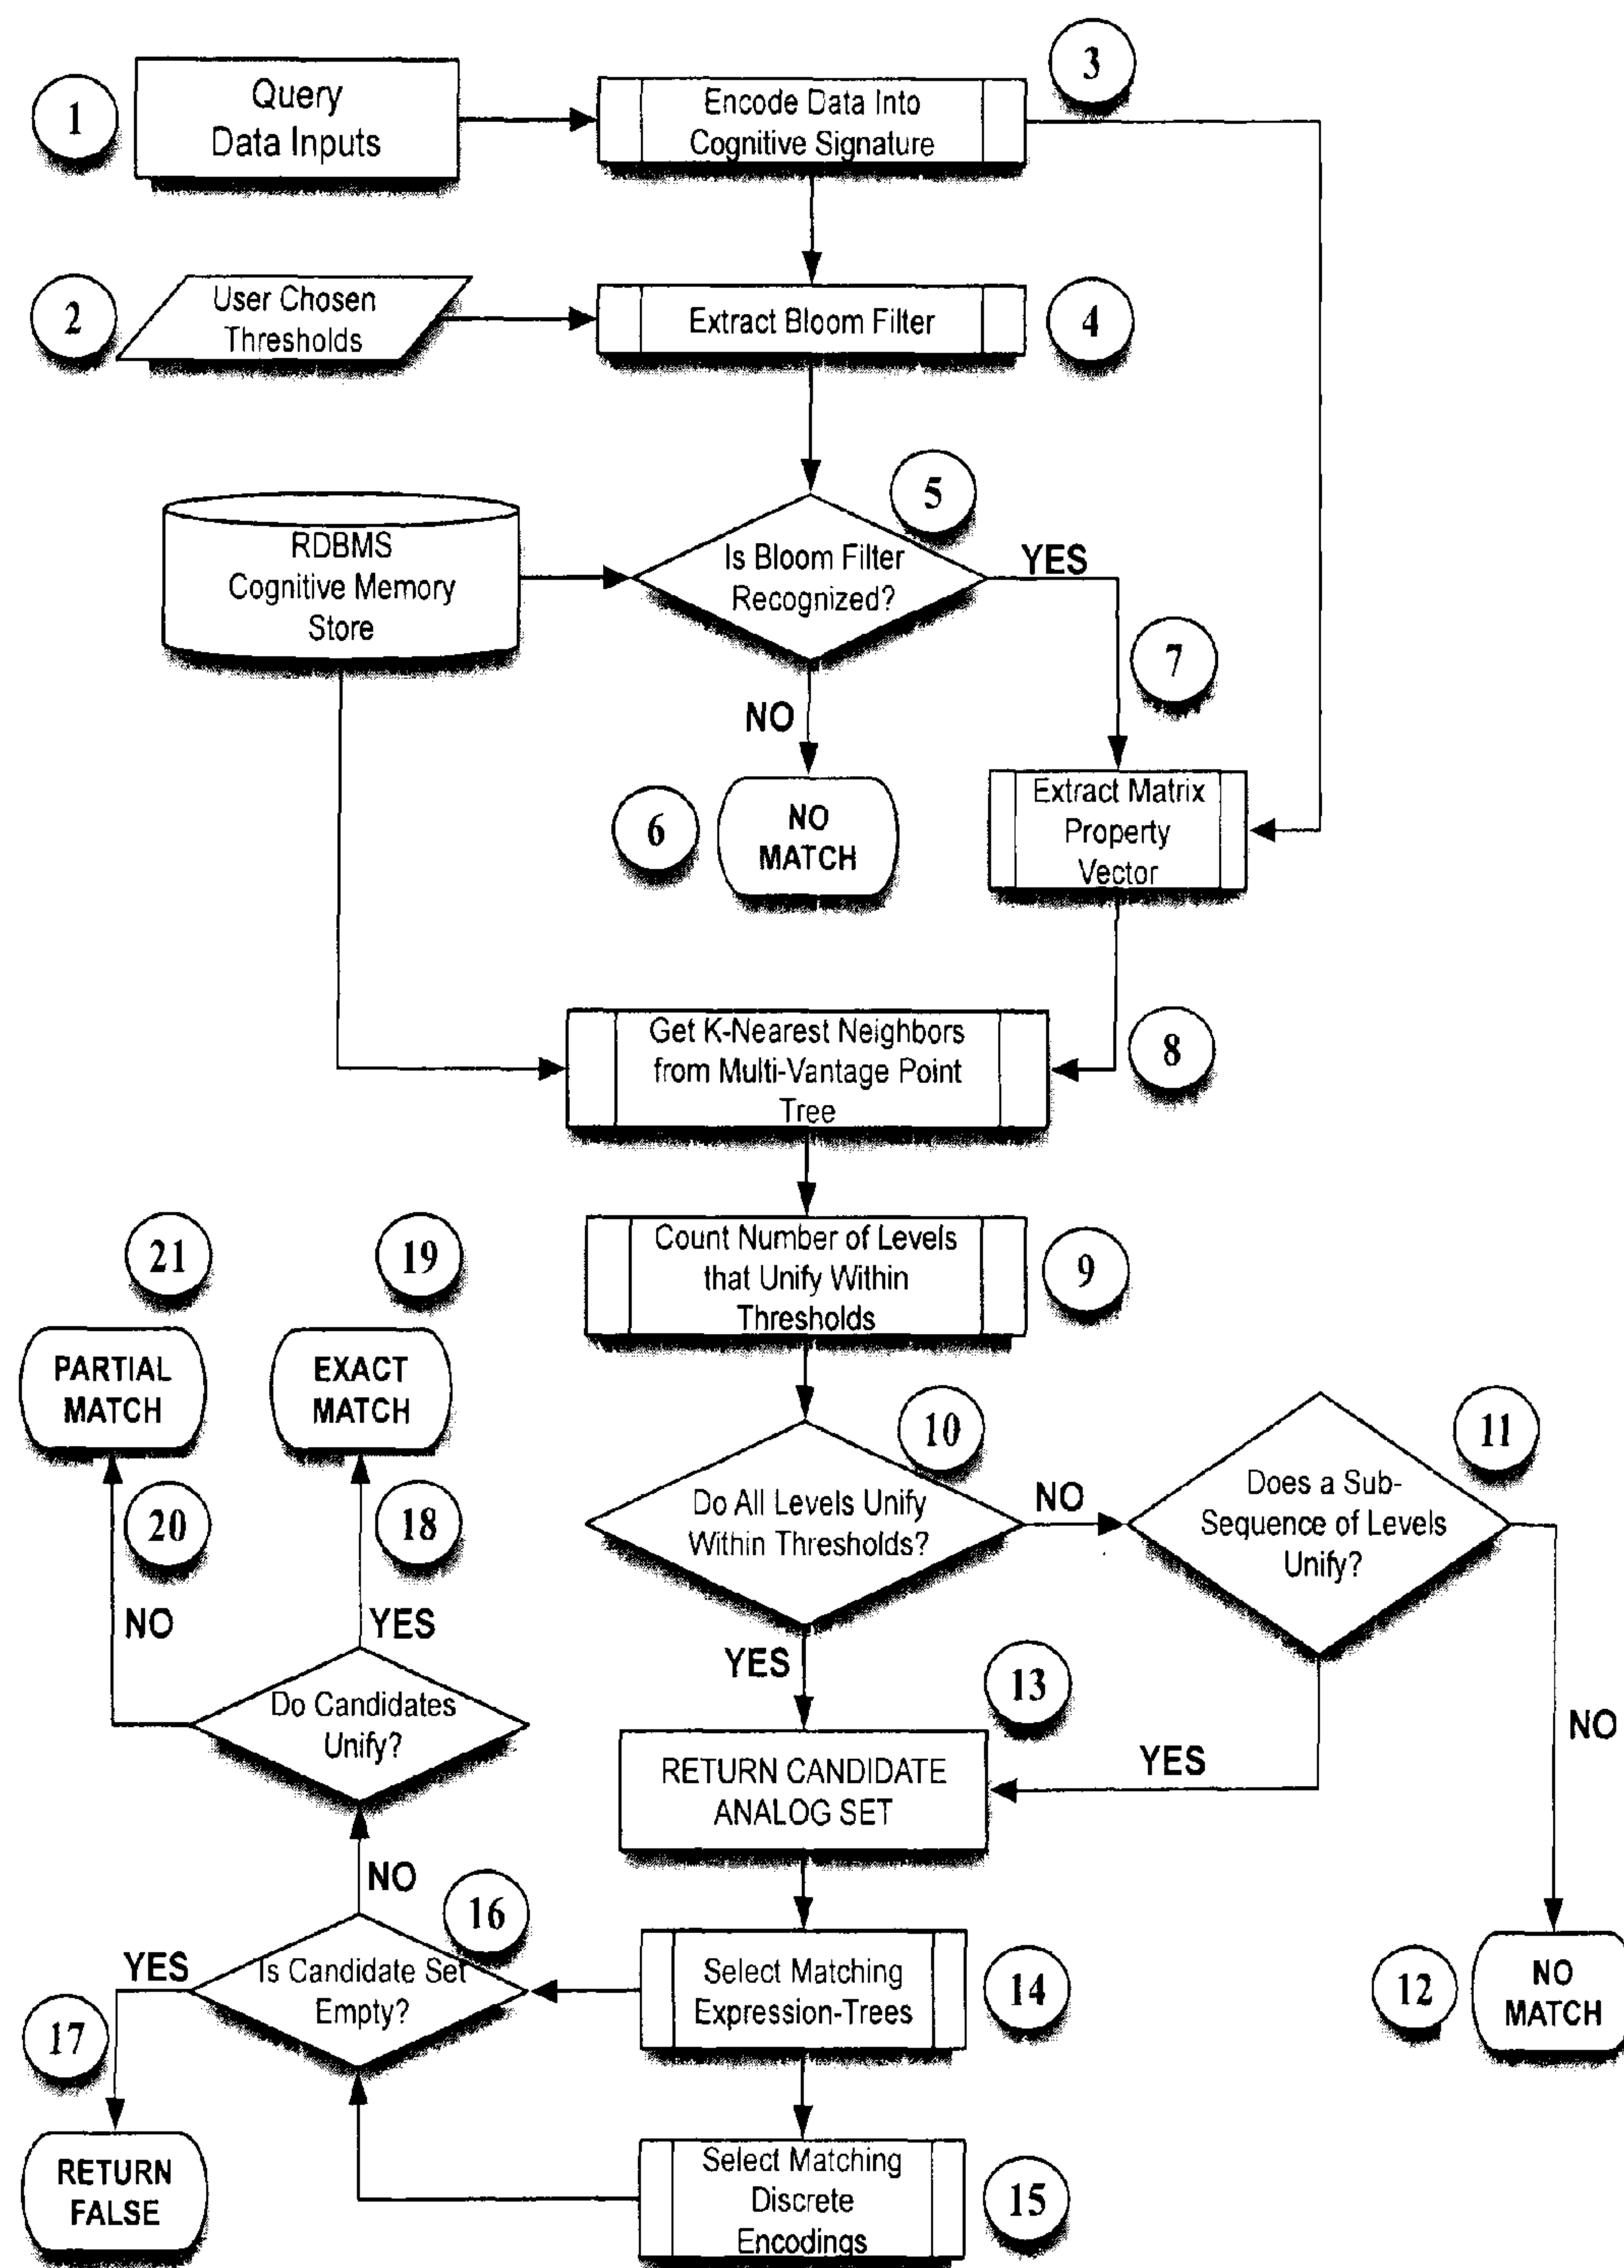 1
Query
Data Inputs
Encode Data Into
Cognitive Signature
3
2
User Chosen
Thresholds
Extract Bloom Filter
4
5
RDBMS
Cognitive Memory
Store
Is Bloom Filter
Recognized?
YES
7
NO
6
NO
MATCH
Extract Matrix
Property
Vector
Get K-Nearest Neighbors
from Multi-Vantage Point
Tree
8
Count Number of Levels
that Unify Within
Thresholds
9
21
19
PARTIAL
MATCH
EXACT
MATCH
20
18
NO
YES
10
Do All Levels Unify
Within Thresholds?
NO
11
Does a Sub-
Sequence of Levels
Unify?
YES
NO
Do Candidates
Unify?
13
RETURN CANDIDATE
ANALOG SET
YES
NO
16
YES
Is Candidate Set
Empty?
Select Matching
Expression-Trees
14
12
NO
MATCH
17
RETURN
FALSE
Select Matching
Discrete
Encodings
15